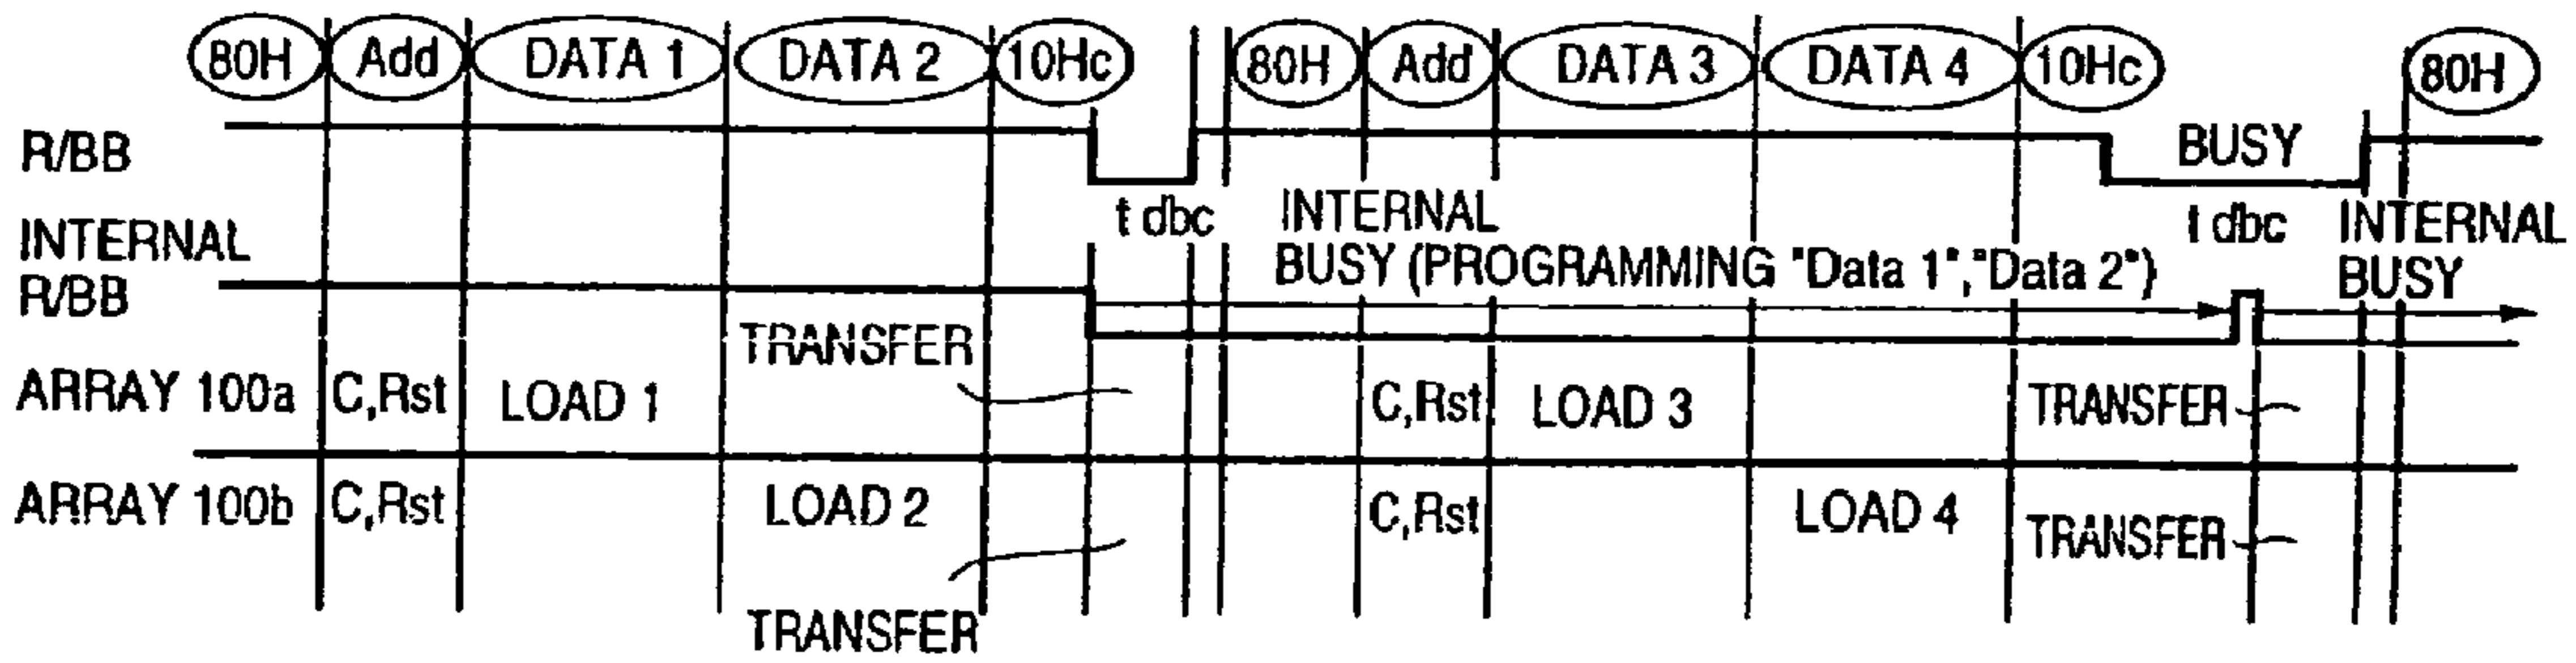 80H Add DATA 1 DATA 2 10Hc 80H Add DATA 3 DATA 4 10Hc 80H
R/BB BUSY
t dbc INTERNAL t dbc INTERNAL
INTERNAL BUSY (PROGRAMMING "Data 1","Data 2") BUSY
R/BB
TRANSFER
ARRAY 100a C,Rst LOAD 1 C,Rst LOAD 3 TRANSFER
ARRAY 100b C,Rst LOAD 2 C,Rst LOAD 4 TRANSFER
TRANSFER